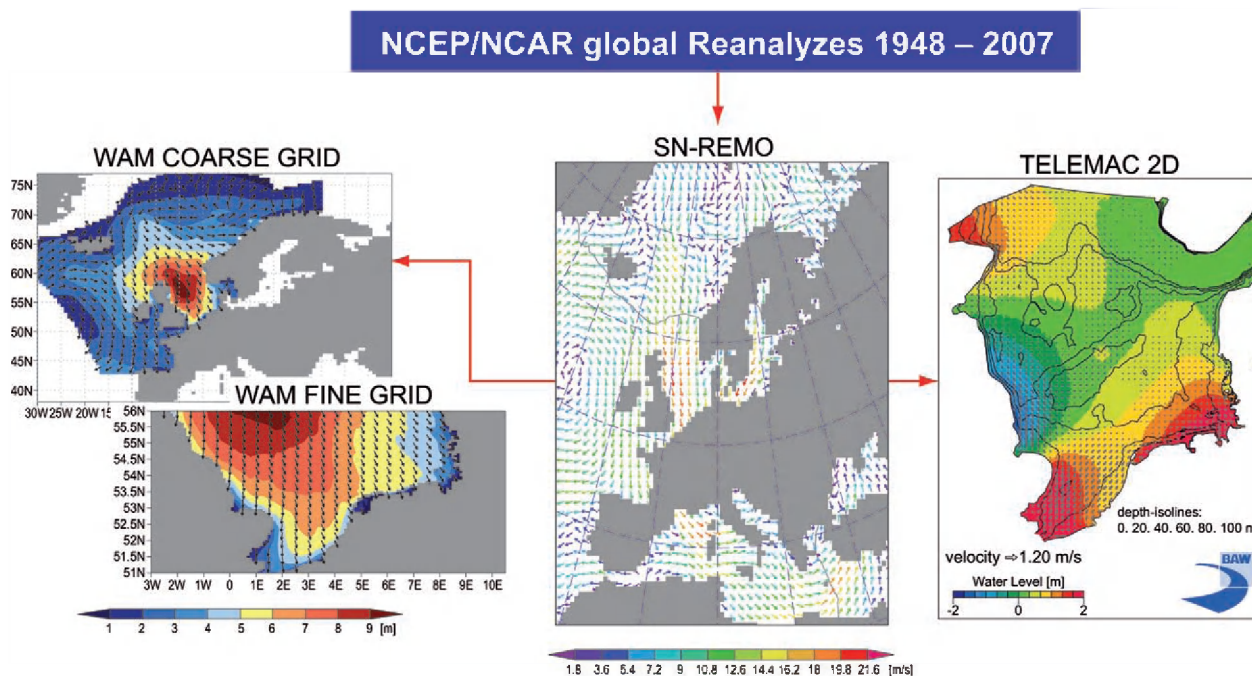 NCEP/NCAR global Reanalyzes 1948 – 2007
WAM COARSE GRID
75N
70N
65N
60N
55N
50N
45N
40N
30W 25W 20W 15
WAM FINE GRID
56N
55.5N
55N
54.5N
54N
53.5N
53N
52.5N
52N
51.5N
51N
3W 2W 1W 0 1E 2E 3E 4E 5E 6E 7E 8E 9E 10E
1 2 3 4 5 6 7 8 9 [m]
SN-REMO
1.8 3.6 5.4 7.2 9 10.8 12.6 14.4 16.2 18 19.8 21.6 [m/s]
TELEMAC 2D
depth-isolines:
0. 20. 40. 60. 80. 100 m
velocity ⇨1.20 m/s
Water Level [m]
-2 0 2
BAW